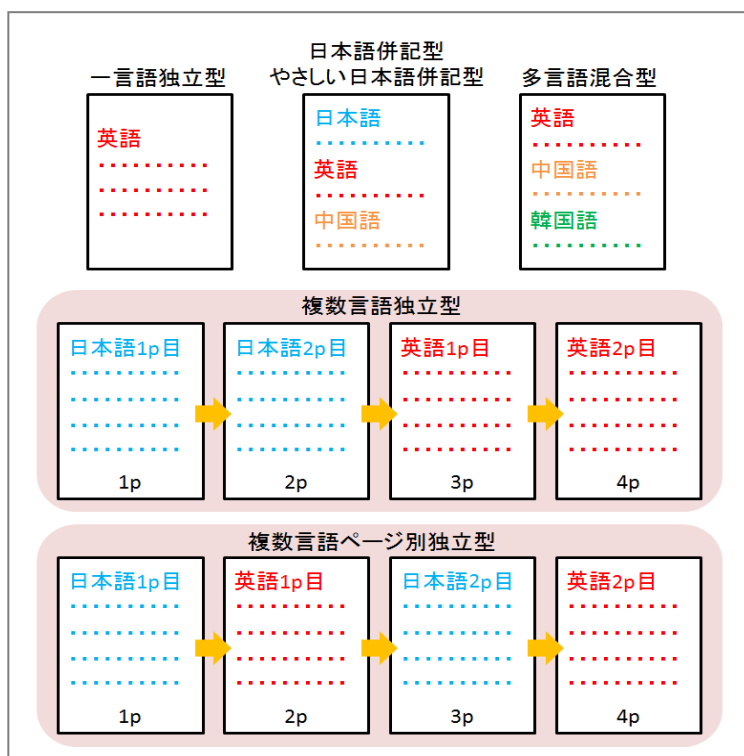 一言語独立型
日本語併記型
やさしい日本語併記型
多言語混合型
英語
日本語
英語
中国語
英語
中国語
韓国語
複数言語独立型
日本語1p目
日本語2p目
英語1p目
英語2p目
1p
2p
3p
4p
複数言語ページ別独立型
日本語1p目
英語1p目
日本語2p目
英語2p目
1p
2p
3p
4p